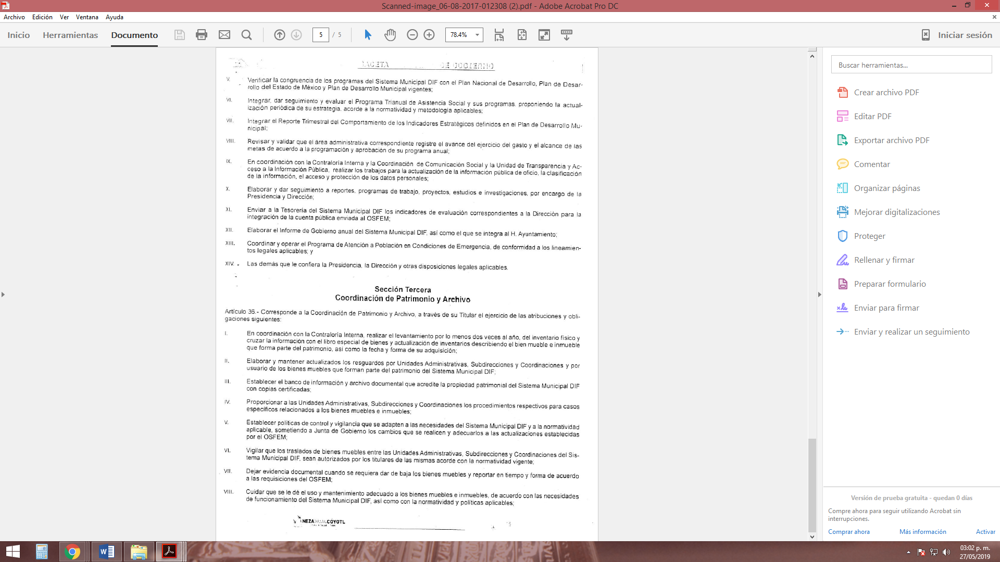 Scanned-image_06-08-2017-012308 (2).pdf - Adobe Acrobat Pro DC
Archivo Edición Ver Ventana Ayuda
Inicio Herramientas Documento 5 / 5 78.4% Iniciar sesión
GACETA DE GOBIERNO
V. Verificar la congruencia de los programas del Sistema Municipal DIF con el Plan Nacional de Desarrollo, Plan de Desar-
rollo del Estado de México y Plan de Desarrollo Municipal vigentes;
VI. Integrar, dar seguimiento y evaluar el Programa Trianual de Asistencia Social y sus programas, proponiendo la actual-
ización periódica de su estrategia, acorde a la normatividad y metodología aplicables;
VII. Integrar el Reporte Trimestral del Comportamiento de los Indicadores Estratégicos definidos en el Plan de Desarrollo Mu-
nicipal;
VIII. Revisar y validar que el área administrativa correspondiente registre el avance del ejercicio del gasto y el alcance de las
metas de acuerdo a la programación y aprobación de su programa anual;
IX. En coordinación con la Contraloría Interna y la Coordinación de Comunicación Social y la Unidad de Transparencia y Ac-
ceso a la Información Pública, realizar los trabajos para la actualización de la información pública de oficio, la clasificación
de la información, el acceso y protección de los datos personales;
X. Elaborar y dar seguimiento a reportes, programas de trabajo, proyectos, estudios e investigaciones, por encargo de la
Presidencia y Dirección;
XI. Enviar a la Tesorería del Sistema Municipal DIF los indicadores de evaluación correspondientes a la Dirección para la
integración de la cuenta pública enviada al OSFEM;
XII. Elaborar el Informe de Gobierno anual del Sistema Municipal DIF, así como el que se integra al H. Ayuntamiento;
XIII. Coordinar y operar el Programa de Atención a Población en Condiciones de Emergencia, de conformidad a los lineamien-
tos legales aplicables; y
XIV. Las demás que le confiera la Presidencia, la Dirección y otras disposiciones legales aplicables.
Sección Tercera
Coordinación de Patrimonio y Archivo
Artículo 36.- Corresponde a la Coordinación de Patrimonio y Archivo, a través de su Titular el ejercicio de las atribuciones y obli-
gaciones siguientes:
I. En coordinación con la Contraloría Interna, realizar el levantamiento por lo menos dos veces al año, del inventario físico y
cruzar la información con el libro especial de bienes y actualización de inventarios describiendo el bien mueble e inmueble
que forma parte del patrimonio, así como la fecha y forma de su adquisición;
II. Elaborar y mantener actualizados los resguardos por Unidades Administrativas, Subdirecciones y Coordinaciones y por
usuario de los bienes muebles que forman parte del patrimonio del Sistema Municipal DIF;
III. Establecer el banco de información y archivo documental que acredite la propiedad patrimonial del Sistema Municipal DIF
con copias certificadas;
IV. Proporcionar a las Unidades Administrativas, Subdirecciones y Coordinaciones los procedimientos respectivos para casos
específicos relacionados a los bienes muebles e inmuebles;
V. Establecer políticas de control y vigilancia que se adapten a las necesidades del Sistema Municipal DIF y a la normatividad
aplicable, sometiendo a Junta de Gobierno los cambios que se realicen y adecuarlos a las actualizaciones establecidas
por el OSFEM;
VI. Vigilar que los traslados de bienes muebles entre las Unidades Administrativas, Subdirecciones y Coordinaciones del Sis-
tema Municipal DIF, sean autorizados por los titulares de las mismas acorde con la normatividad vigente;
VII. Dejar evidencia documental cuando se requiera dar de baja los bienes muebles y reportar en tiempo y forma de acuerdo
a las requisiciones del OSFEM;
VIII. Cuidar que se le dé el uso y mantenimiento adecuado a los bienes muebles e inmuebles, de acuerdo con las necesidades
de funcionamiento del Sistema Municipal DIF, así como con la normatividad y políticas aplicables;
NEZAHUALCÓYOTL
Buscar herramientas...
Crear archivo PDF
Editar PDF
Exportar archivo PDF
Comentar
Organizar páginas
Mejorar digitalizaciones
Proteger
Rellenar y firmar
Preparar formulario
Enviar para firmar
Enviar y realizar un seguimiento
Versión de prueba gratuita - quedan 0 días
Compre ahora para seguir utilizando Acrobat sin
interrupciones.
Comprar ahora Más información Activar
03:02 p. m.
27/05/2019